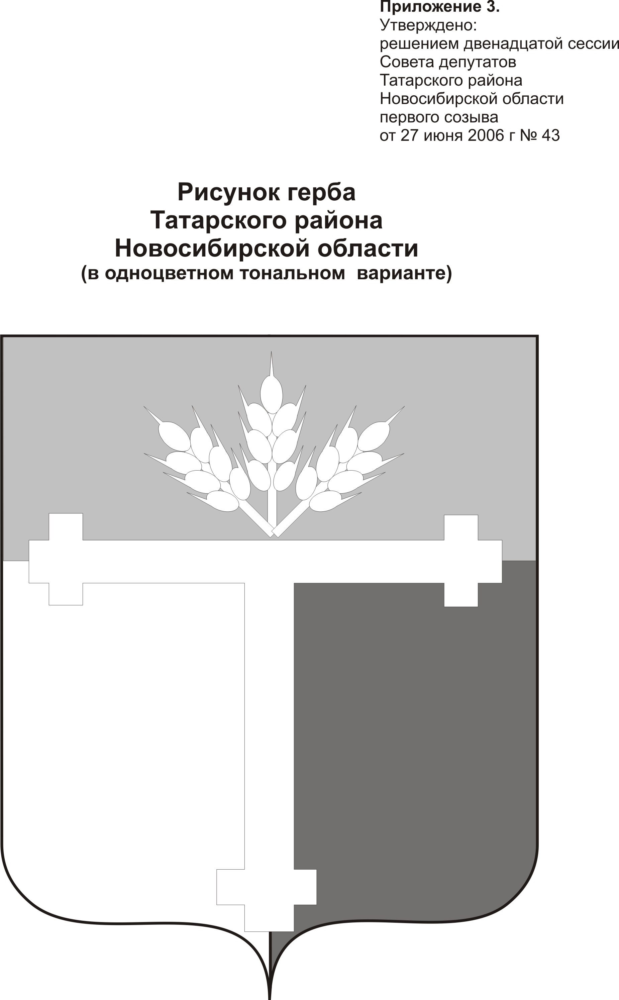 Приложение 3.
Утверждено:
решением двенадцатой сессии
Совета депутатов
Татарского района
Новосибирской области
первого созыва
от 27 июня 2006 г № 43
Рисунок герба
Татарского района
Новосибирской области
(в одноцветном тональном  варианте)